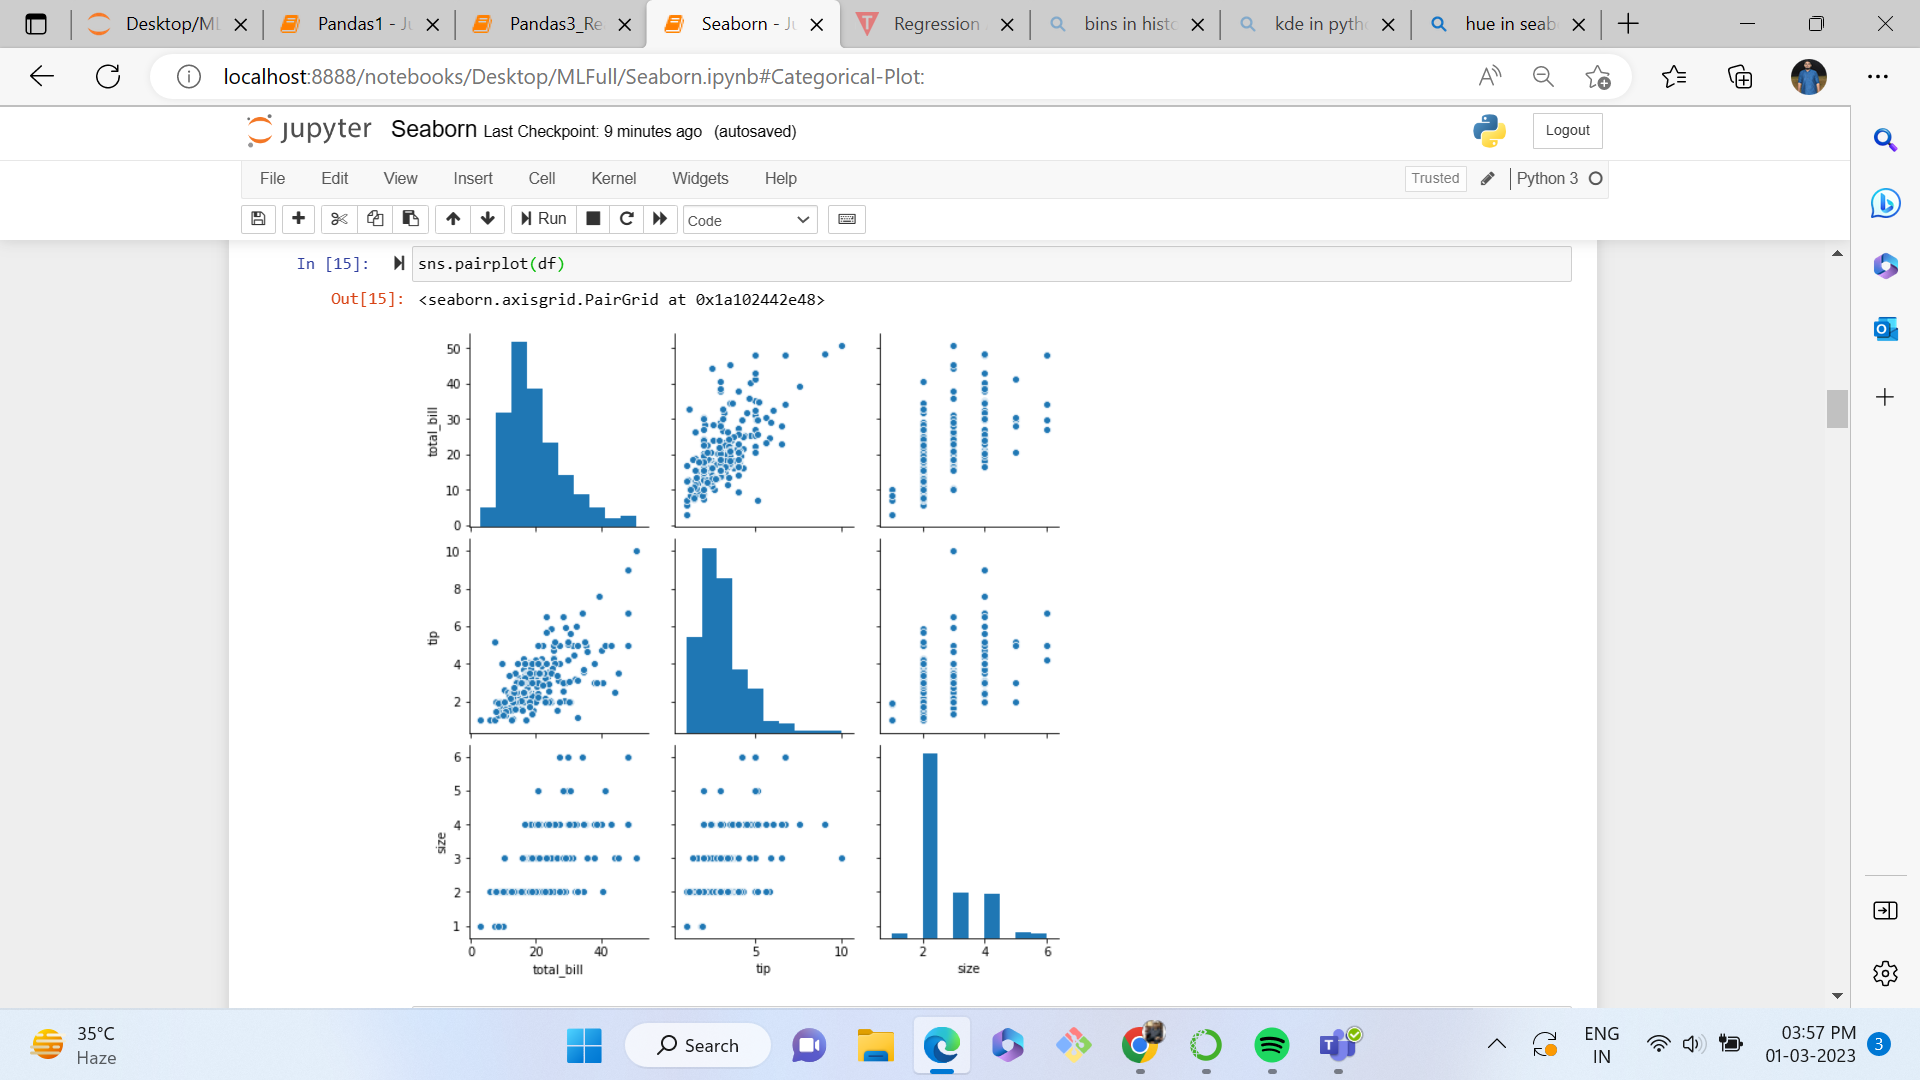 Desktop/ML
Pandas1 - Ju
Pandas3_Re
Seaborn - Ju
Regression
bins in histo
kde in pytho
hue in seab
localhost:8888/notebooks/Desktop/MLFull/Seaborn.ipynb#Categorical-Plot:
jupyter Seaborn Last Checkpoint: 9 minutes ago (autosaved)
Logout
File Edit View Insert Cell Kernel Widgets Help
Trusted
Python 3
Run
Code
In [15]:
sns.pairplot(df)
Out[15]:
<seaborn.axisgrid.PairGrid at 0x1a102442e48>
50
40
30
20
10
0
total_bill
10
8
6
4
2
tip
6
5
4
3
2
1
size
0 20 40
5 10
2 4 6
total_bill
tip
size
35°C
Haze
Search
ENG
IN
03:57 PM
01-03-2023
3